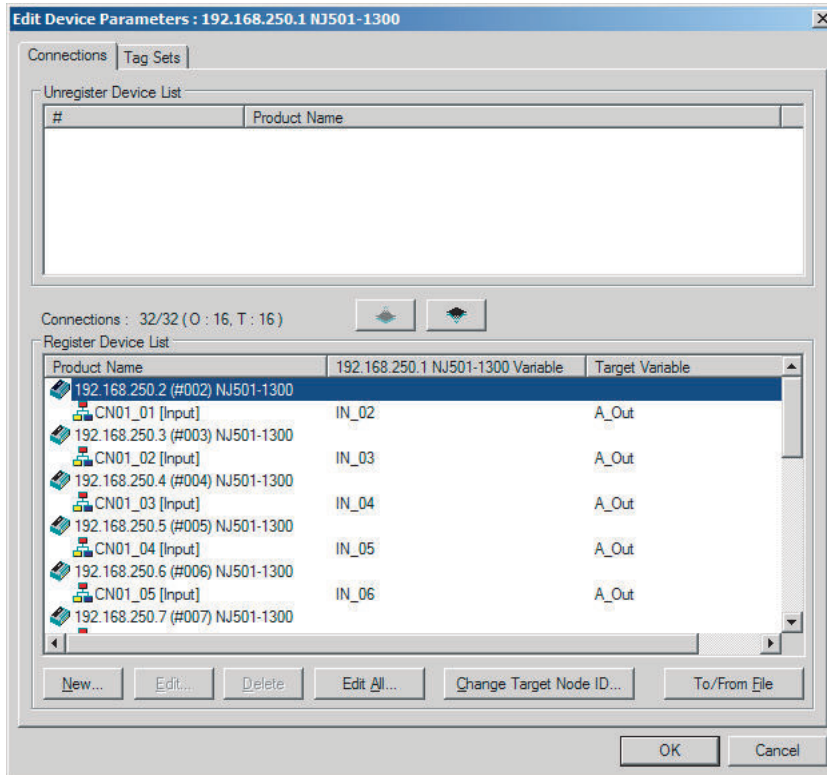 Edit Device Parameters : 192.168.250.1 NJ501-1300
Connections Tag Sets
Unregister Device List
# Product Name
Connections : 32/32 ( O : 16, T : 16 )
Register Device List
Product Name 192.168.250.1 NJ501-1300 Variable Target Variable
192.168.250.2 (#002) NJ501-1300
CN01_01 [Input] IN_02 A_Out
192.168.250.3 (#003) NJ501-1300
CN01_02 [Input] IN_03 A_Out
192.168.250.4 (#004) NJ501-1300
CN01_03 [Input] IN_04 A_Out
192.168.250.5 (#005) NJ501-1300
CN01_04 [Input] IN_05 A_Out
192.168.250.6 (#006) NJ501-1300
CN01_05 [Input] IN_06 A_Out
192.168.250.7 (#007) NJ501-1300
New... Edit... Delete Edit All... Change Target Node ID... To/From File
OK Cancel